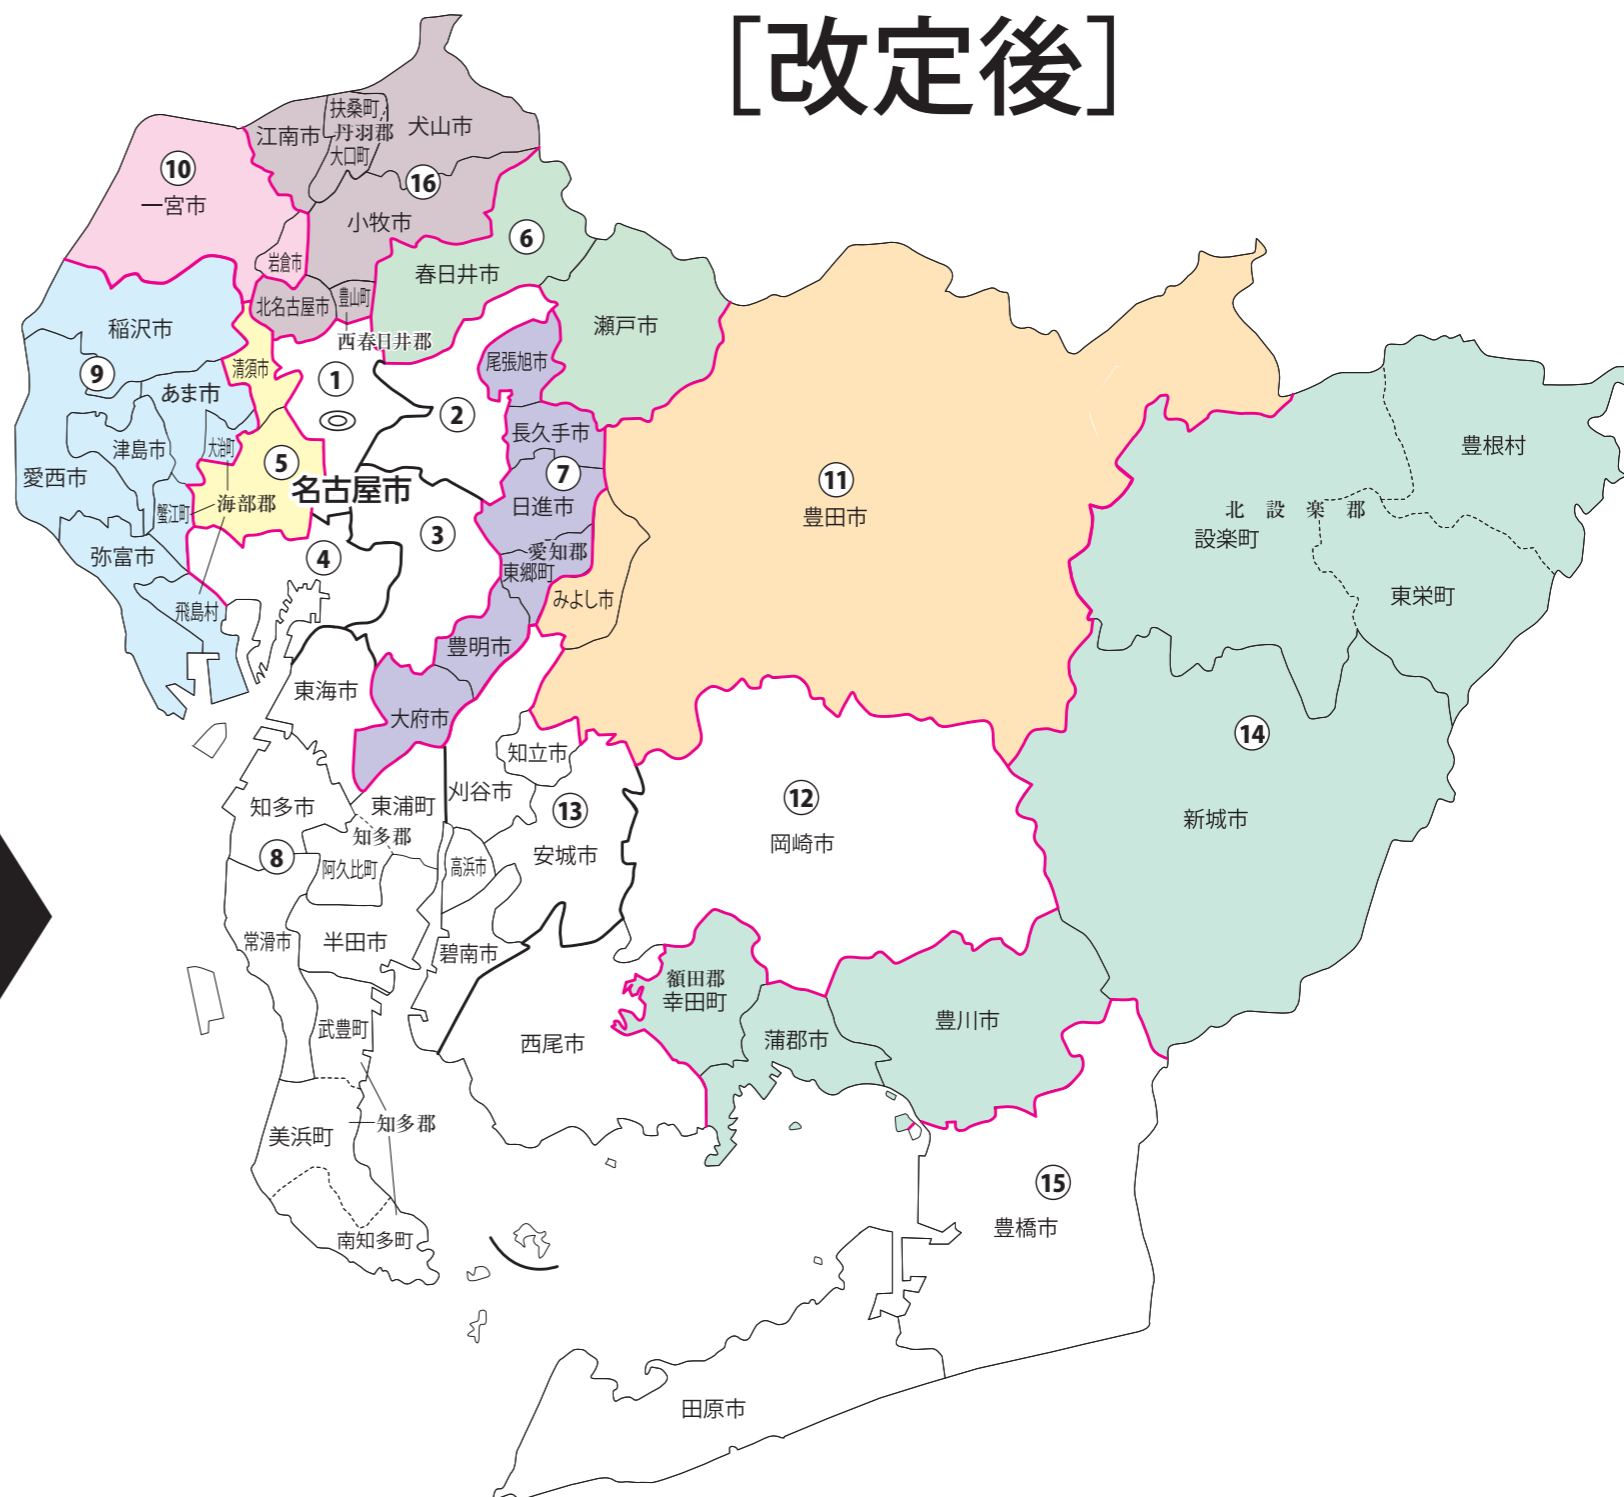 ［改定後］
扶桑町
江南市
丹羽郡
犬山市
大口町
⑩
一宮市
⑯
小牧市
⑥
岩倉市
春日井市
北名古屋市
豊山町
西春日井郡
稲沢市
瀬戸市
尾張旭市
清須市
⑨
①
あま市
②
長久手市
津島市
大治町
⑤
⑦
愛西市
名古屋市
日進市
⑪
豊田市
蟹江町
海部郡
③
愛知郡
東郷町
弥富市
④
みよし市
飛島村
豊明市
豊根村
北設楽郡
設楽町
東栄町
東海市
大府市
知立市
⑭
新城市
知多市
東浦町
刈谷市
⑬
⑫
知多郡
岡崎市
⑧
阿久比町
高浜市
安城市
常滑市
半田市
碧南市
額田郡
幸田町
武豊町
西尾市
蒲郡市
豊川市
美浜町
知多郡
⑮
豊橋市
南知多町
田原市